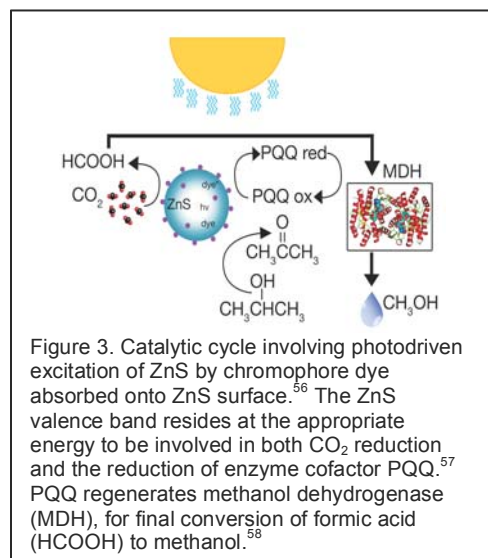 HCOOH
PQQ red
MDH
CO₂
dye*
ZnS
hv
dye
PQQ ox
O
CH₃CCH₃
OH
CH₃CHCH₃
CH₃OH
Figure 3. Catalytic cycle involving photodriven
excitation of ZnS by chromophore dye
absorbed onto ZnS surface.⁵⁶ The ZnS
valence band resides at the appropriate
energy to be involved in both CO₂ reduction
and the reduction of enzyme cofactor PQQ.⁵⁷
PQQ regenerates methanol dehydrogenase
(MDH), for final conversion of formic acid
(HCOOH) to methanol.⁵⁸